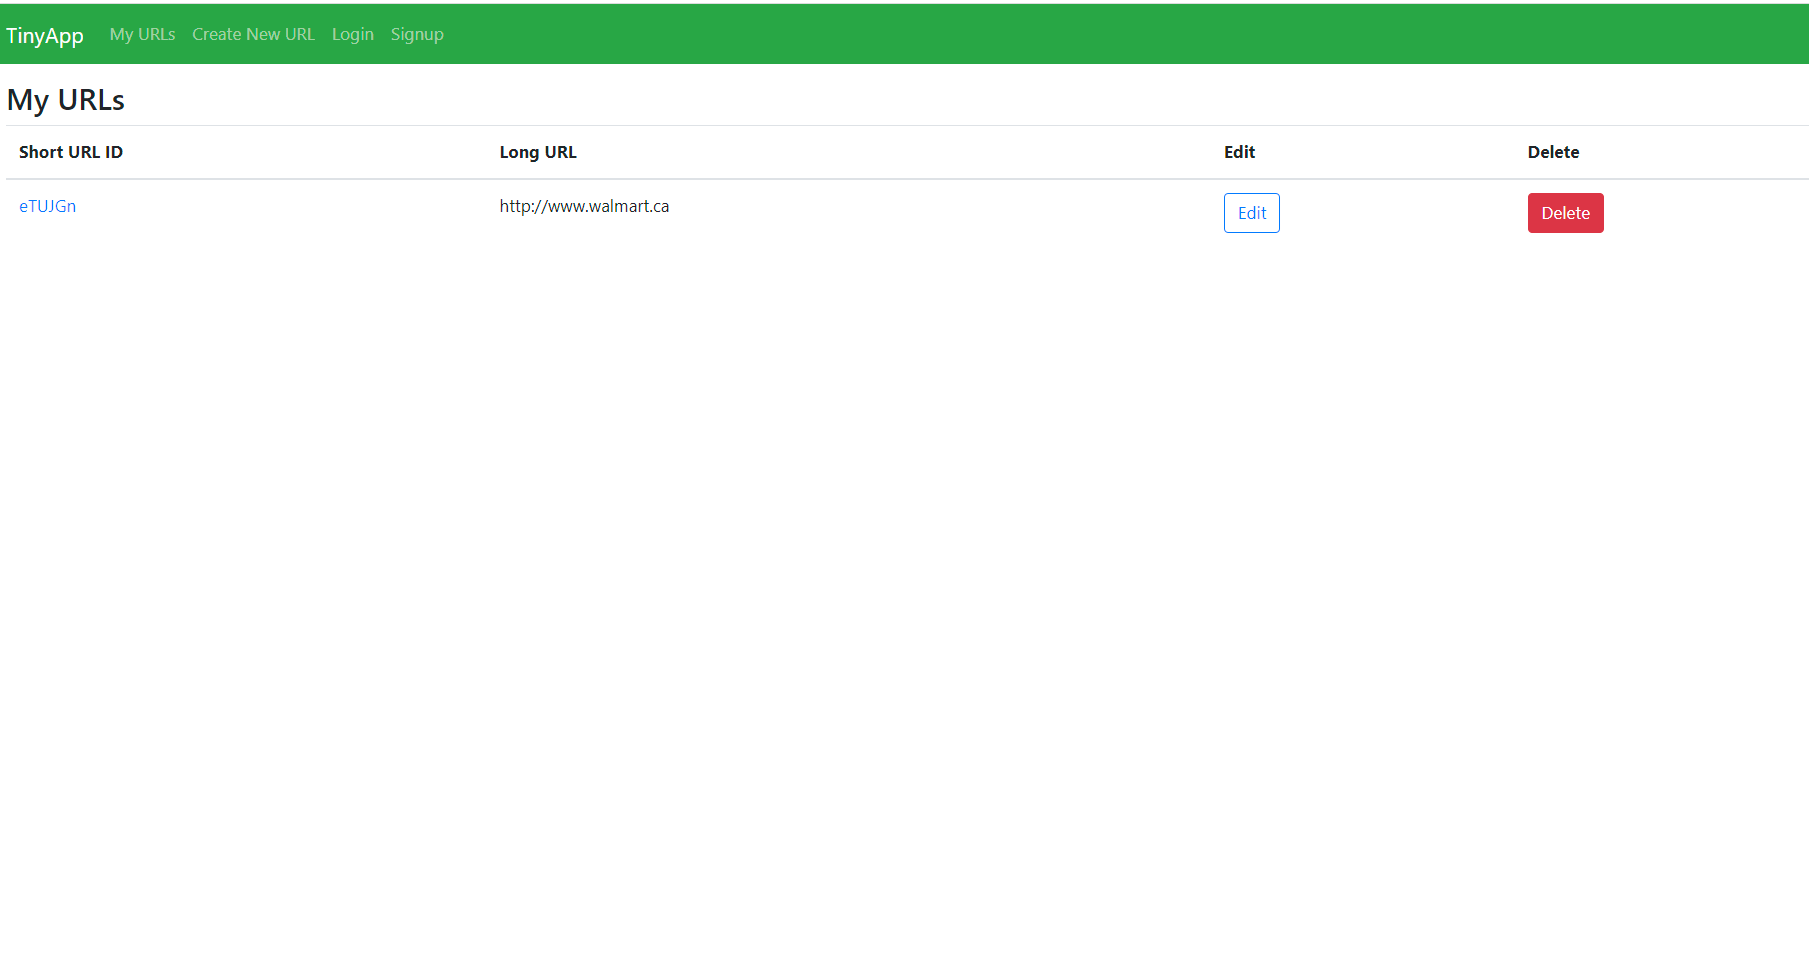 TinyApp My URLs Create New URL Login Signup
My URLs
Short URL ID Long URL Edit Delete
eTUJGn http://www.walmart.ca Edit Delete